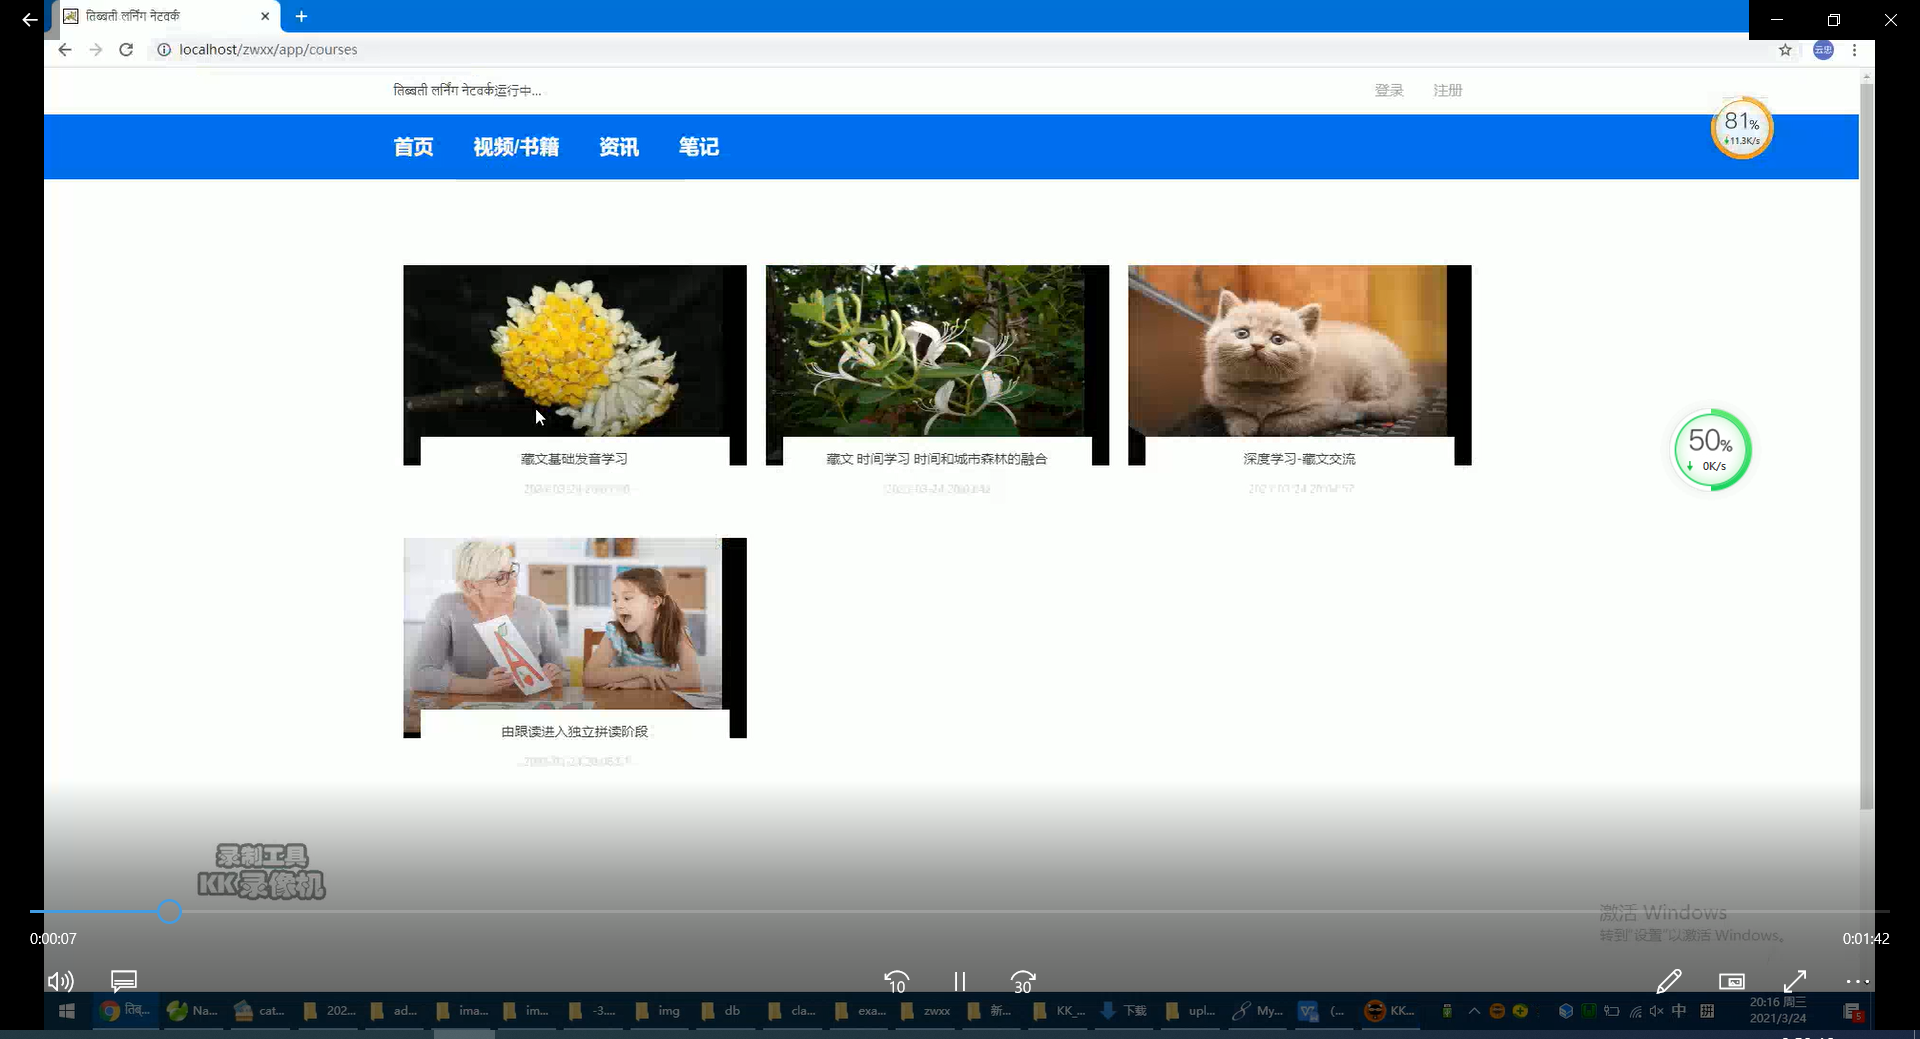 तिब्बती लर्निंग नेटवर्क
localhost/zwxx/app/courses
云忠
तिब्बती लर्निंग नेटवर्क运行中...
登录 注册
81%
11.3K/s
首页 视频/书籍 资讯 笔记
50%
0K/s
藏文基础发音学习
藏文 时间学习 时间和城市森林的融合
深度学习-藏文交流
由跟读进入独立拼读阶段
录制工具
KK录像机
激活 Windows
转到"设置"以激活 Windows。
0:00:07
0:01:42
10
30
Na...
cat...
202...
ad...
ima...
im...
-3...
img
db
cla...
exa...
zwxx
新...
KK_...
下载
upl...
My...
(...
KK...
中
拼
20:16 周三
2021/3/24
5